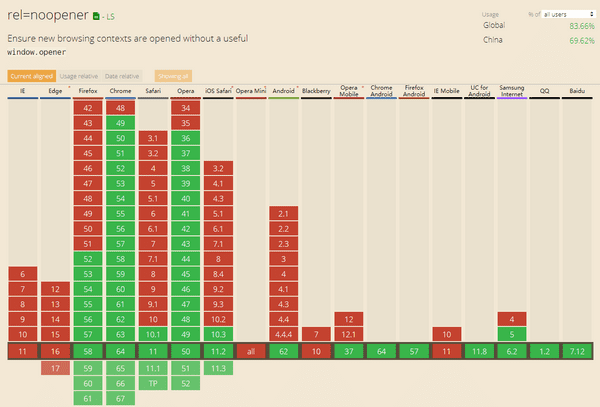 rel=noopener - LS
Usage % of all users
Global 83.66%
China 69.62%
Ensure new browsing contexts are opened without a useful
window.opener
Current aligned Usage relative Date relative Showing all
IE Edge Firefox Chrome Safari Opera iOS Safari Opera Mini Android Blackberry Opera Mobile Chrome Android Firefox Android IE Mobile UC for Android Samsung Internet QQ Baidu
42 48 34
43 49 35
44 50 3.1 36
45 51 3.2 37
46 52 4 38 3.2
47 53 5 39 4.1
48 54 5.1 40 4.3
49 55 6 41 5.1 2.1
50 56 6.1 42 6.1 2.2
51 57 7 43 7.1 2.3
52 58 7.1 44 8 3
6 53 59 8 45 8.4 4
7 12 54 60 9 46 9.2 4.1
8 13 55 61 9.1 47 9.3 4.3
9 14 56 62 10 48 10.2 4.4 12 4
10 15 57 63 10.1 49 10.3 4.4.4 7 12.1 10 5
11 16 58 64 11 50 11.2 all 62 10 37 64 57 11 11.8 6.2 1.2 7.12
17 59 65 11.1 51 11.3
60 66 TP 52
61 67